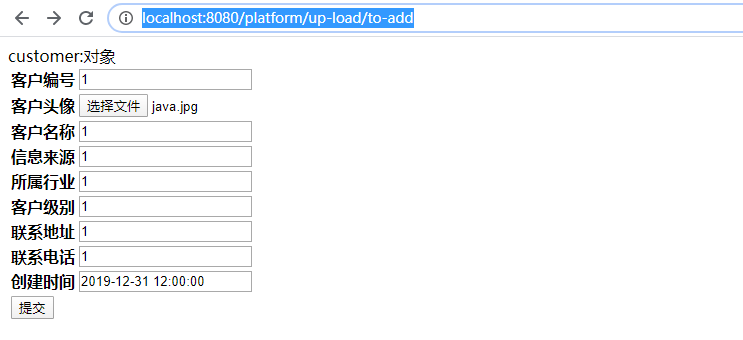 localhost:8080/platform/up-load/to-add
customer:对象
客户编号 1
客户头像 选择文件 java.jpg
客户名称 1
信息来源 1
所属行业 1
客户级别 1
联系地址 1
联系电话 1
创建时间 2019-12-31 12:00:00
提交